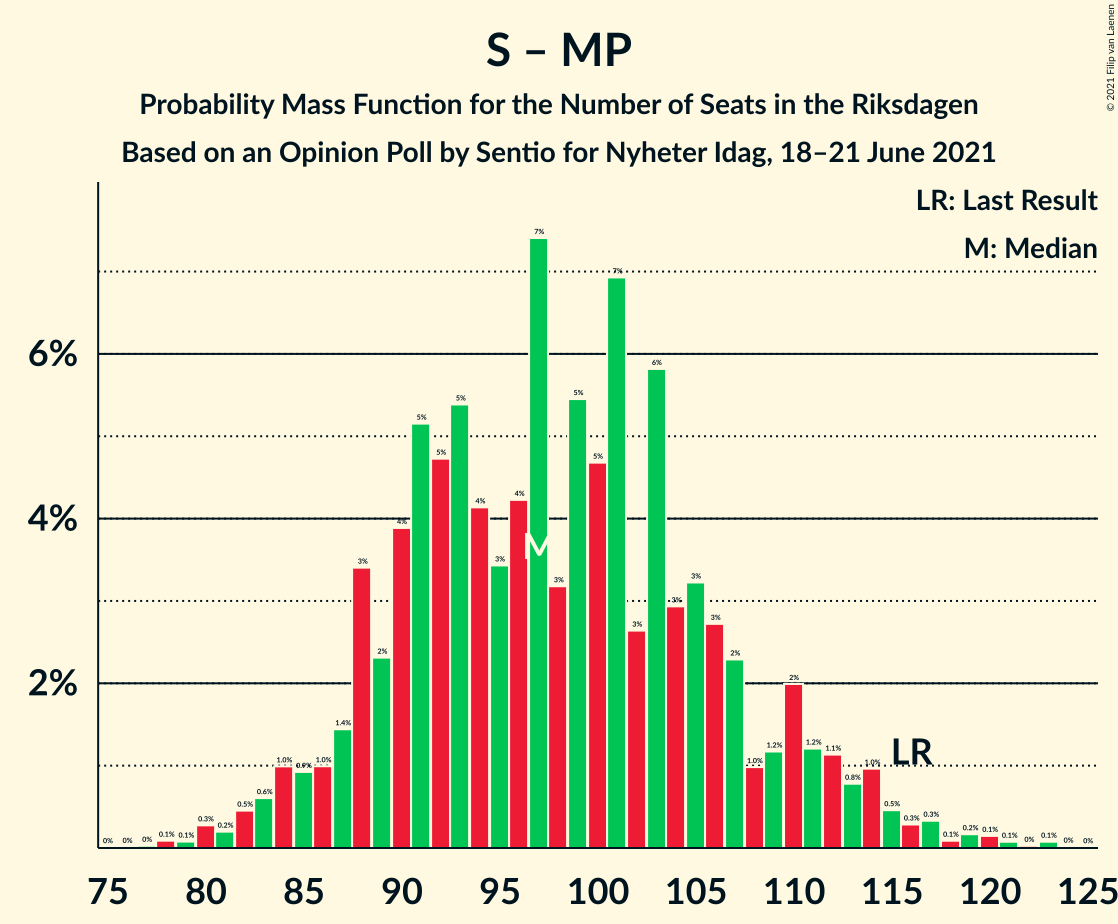 S – MP
Probability Mass Function for the Number of Seats in the Riksdagen
Based on an Opinion Poll by Sentio for Nyheter Idag, 18–21 June 2021
© 2021 Filip van Laenen
LR: Last Result
M: Median
6%
4%
2%
0% 0% 0% 0.1% 0.1% 0.3% 0.2% 0.5% 0.6% 1.0% 0.9% 1.0% 1.4% 3% 2% 4% 5% 5% 5% 4% 3% 4% 7% 3% 5% 5% 7% 3% 6% 3% 3% 3% 2% 1.0% 1.2% 2% 1.2% 1.1% 0.8% 1.0% 0.5% 0.3% 0.3% 0.1% 0.2% 0.1% 0.1% 0% 0.1% 0% 0%
M
LR
75 80 85 90 95 100 105 110 115 120 125